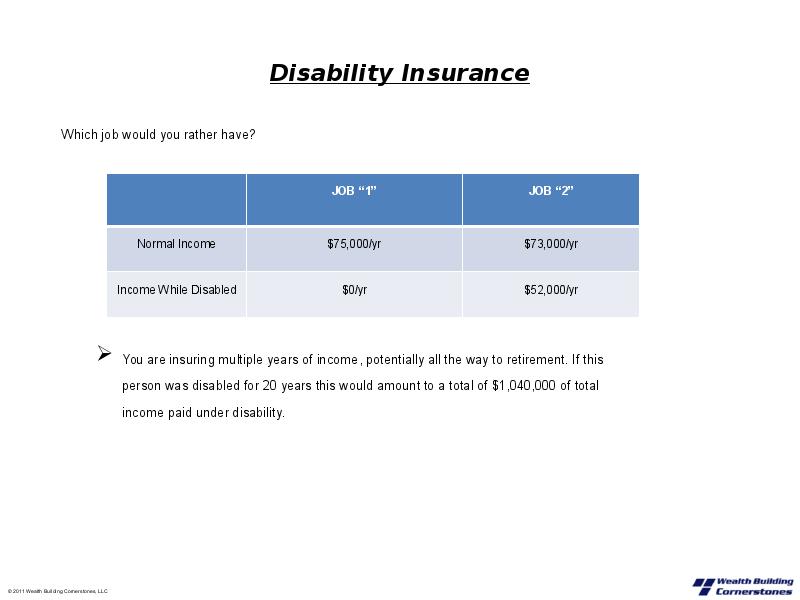 Disability Insurance
Which job would you rather have?
JOB “1” JOB “2”
Normal Income $75,000/yr $73,000/yr
Income While Disabled $0/yr $52,000/yr
You are insuring multiple years of income, potentially all the way to retirement. If this
person was disabled for 20 years this would amount to a total of $1,040,000 of total
income paid under disability.
© 2011 Wealth Building Cornerstones, LLC
Wealth Building
Cornerstones